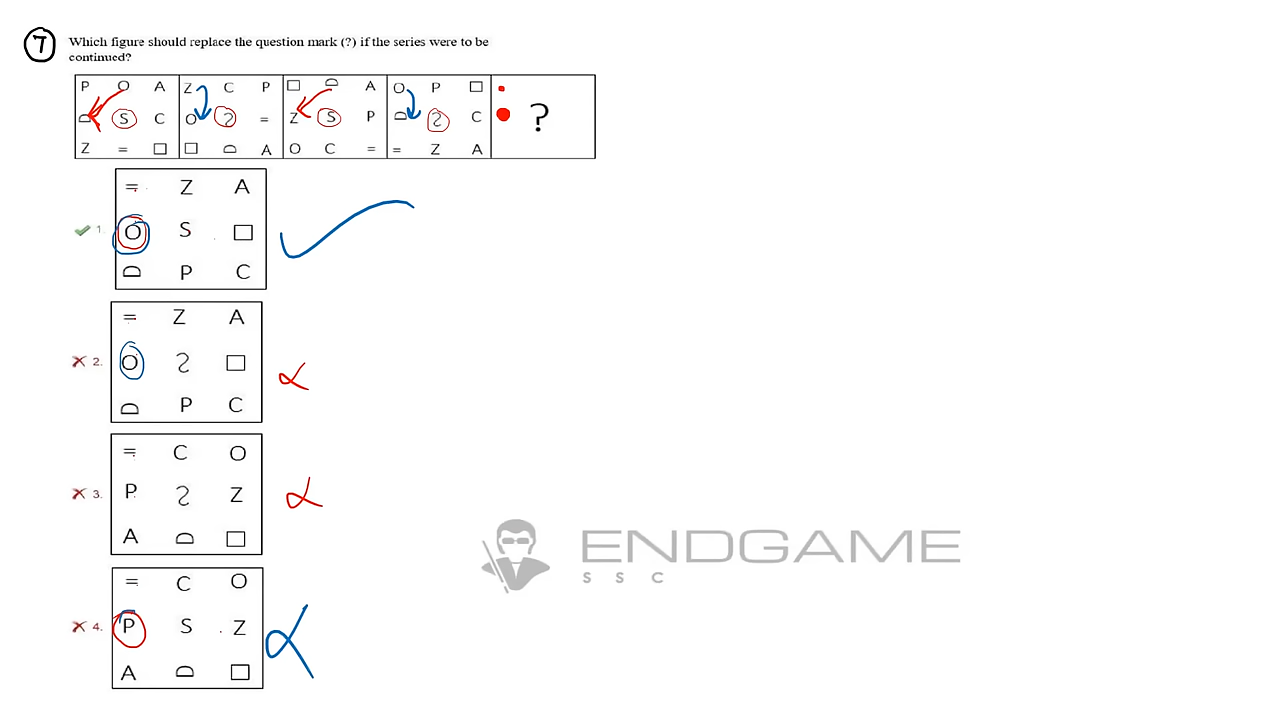 7 Which figure should replace the question mark (?) if the series were to be
continued?
P O A Z C P □ A O P □
S C O = Z S P C ?
Z = □ □ A O C = = Z A
= Z A
1. O S □
P C
= Z A
2. O □
P C
= C O
3. P Z
A □
= C O
4. P S Z
A □
ENDGAME
S S C